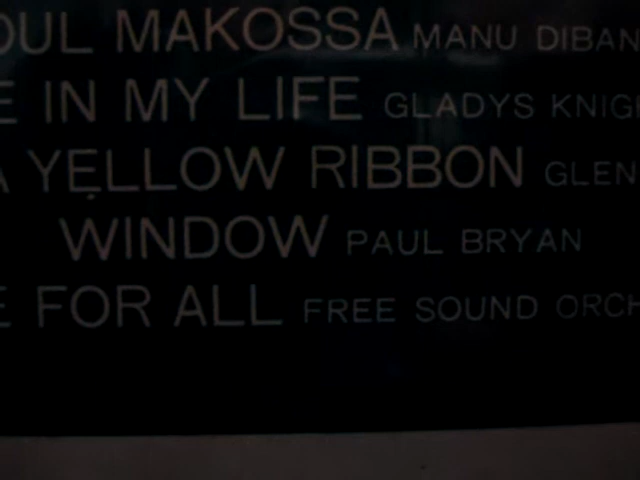 OUL MAKOSSA MANU DIBAN
E IN MY LIFE GLADYS KNIG
A YELLOW RIBBON GLEN
WINDOW PAUL BRYAN
E FOR ALL FREE SOUND ORCH